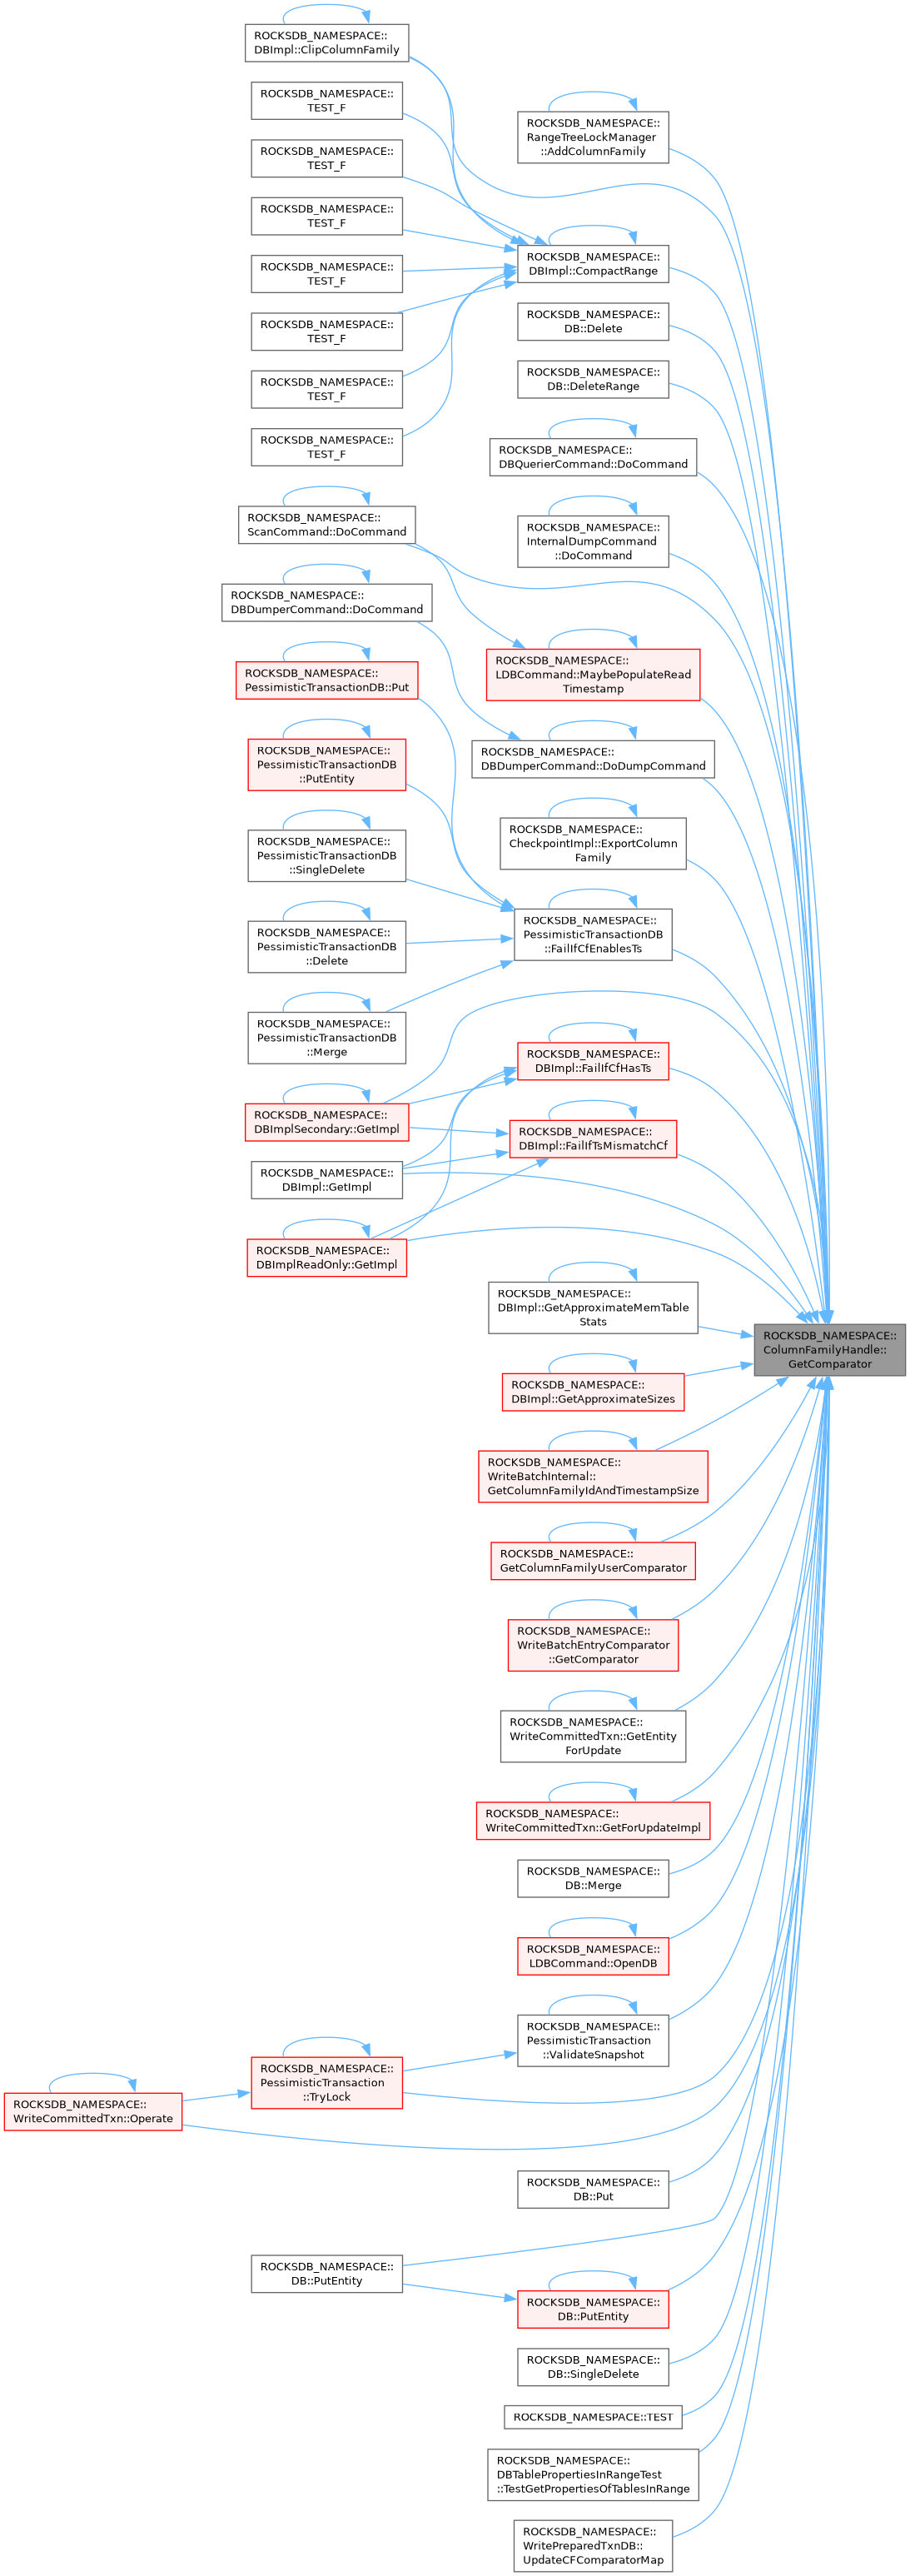 ROCKSDB_NAMESPACE::
DBImpl::ClipColumnFamily
ROCKSDB_NAMESPACE::
TEST_F
ROCKSDB_NAMESPACE::
RangeTreeLockManager
::AddColumnFamily
ROCKSDB_NAMESPACE::
TEST_F
ROCKSDB_NAMESPACE::
TEST_F
ROCKSDB_NAMESPACE::
DBImpl::CompactRange
ROCKSDB_NAMESPACE::
TEST_F
ROCKSDB_NAMESPACE::
DB::Delete
ROCKSDB_NAMESPACE::
TEST_F
ROCKSDB_NAMESPACE::
DB::DeleteRange
ROCKSDB_NAMESPACE::
TEST_F
ROCKSDB_NAMESPACE::
TEST_F
ROCKSDB_NAMESPACE::
DBQuerierCommand::DoCommand
ROCKSDB_NAMESPACE::
ScanCommand::DoCommand
ROCKSDB_NAMESPACE::
InternalDumpCommand
::DoCommand
ROCKSDB_NAMESPACE::
DBDumperCommand::DoCommand
ROCKSDB_NAMESPACE::
PessimisticTransactionDB::Put
ROCKSDB_NAMESPACE::
LDBCommand::MaybePopulateRead
Timestamp
ROCKSDB_NAMESPACE::
PessimisticTransactionDB
::PutEntity
ROCKSDB_NAMESPACE::
DBDumperCommand::DoDumpCommand
ROCKSDB_NAMESPACE::
PessimisticTransactionDB
::SingleDelete
ROCKSDB_NAMESPACE::
CheckpointImpl::ExportColumn
Family
ROCKSDB_NAMESPACE::
PessimisticTransactionDB
::Delete
ROCKSDB_NAMESPACE::
PessimisticTransactionDB
::FailIfCfEnablesTs
ROCKSDB_NAMESPACE::
PessimisticTransactionDB
::Merge
ROCKSDB_NAMESPACE::
DBImpl::FailIfCfHasTs
ROCKSDB_NAMESPACE::
DBImplSecondary::GetImpl
ROCKSDB_NAMESPACE::
DBImpl::FailIfTsMismatchCf
ROCKSDB_NAMESPACE::
DBImpl::GetImpl
ROCKSDB_NAMESPACE::
DBImplReadOnly::GetImpl
ROCKSDB_NAMESPACE::
DBImpl::GetApproximateMemTable
Stats
ROCKSDB_NAMESPACE::
ColumnFamilyHandle::
GetComparator
ROCKSDB_NAMESPACE::
DBImpl::GetApproximateSizes
ROCKSDB_NAMESPACE::
WriteBatchInternal::
GetColumnFamilyIdAndTimestampSize
ROCKSDB_NAMESPACE::
GetColumnFamilyUserComparator
ROCKSDB_NAMESPACE::
WriteBatchEntryComparator
::GetComparator
ROCKSDB_NAMESPACE::
WriteCommittedTxn::GetEntity
ForUpdate
ROCKSDB_NAMESPACE::
WriteCommittedTxn::GetForUpdateImpl
ROCKSDB_NAMESPACE::
DB::Merge
ROCKSDB_NAMESPACE::
LDBCommand::OpenDB
ROCKSDB_NAMESPACE::
PessimisticTransaction
::ValidateSnapshot
ROCKSDB_NAMESPACE::
PessimisticTransaction
::TryLock
ROCKSDB_NAMESPACE::
WriteCommittedTxn::Operate
ROCKSDB_NAMESPACE::
DB::Put
ROCKSDB_NAMESPACE::
DB::PutEntity
ROCKSDB_NAMESPACE::
DB::PutEntity
ROCKSDB_NAMESPACE::
DB::SingleDelete
ROCKSDB_NAMESPACE::TEST
ROCKSDB_NAMESPACE::
DBTablePropertiesInRangeTest
::TestGetPropertiesOfTablesInRange
ROCKSDB_NAMESPACE::
WritePreparedTxnDB::
UpdateCFComparatorMap